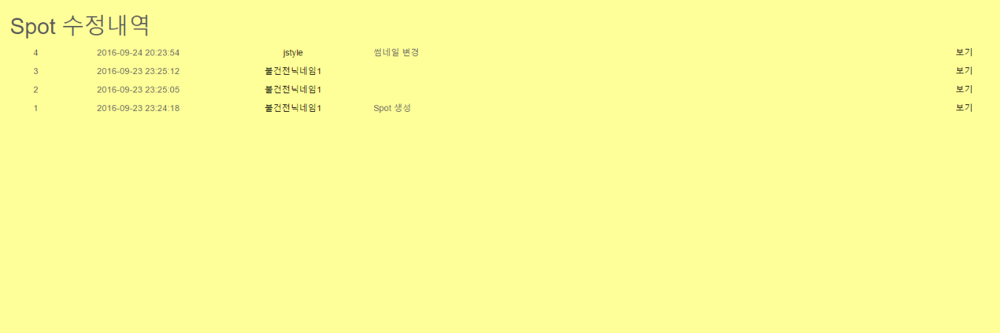 Spot 수정내역
4 2016-09-24 20:23:54 jstyle 썸네일 변경 보기
3 2016-09-23 23:25:12 불건전닉네임1 보기
2 2016-09-23 23:25:05 불건전닉네임1 보기
1 2016-09-23 23:24:18 불건전닉네임1 Spot 생성 보기